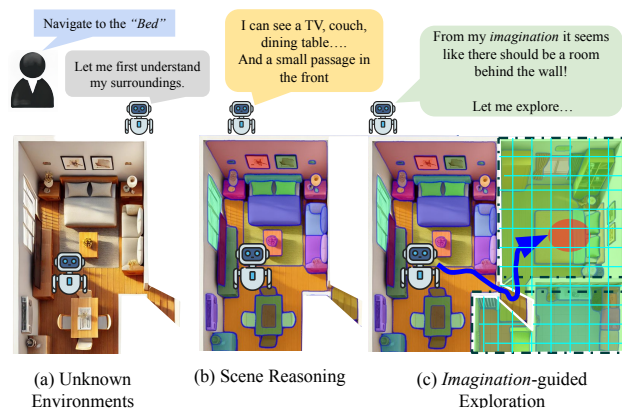 Navigate to the “Bed”
Let me first understand
my surroundings.
I can see a TV, couch,
dining table….
And a small passage in
the front
From my imagination it seems
like there should be a room
behind the wall!
Let me explore…
(a) Unknown
Environments
(b) Scene Reasoning
(c) Imagination-guided
Exploration